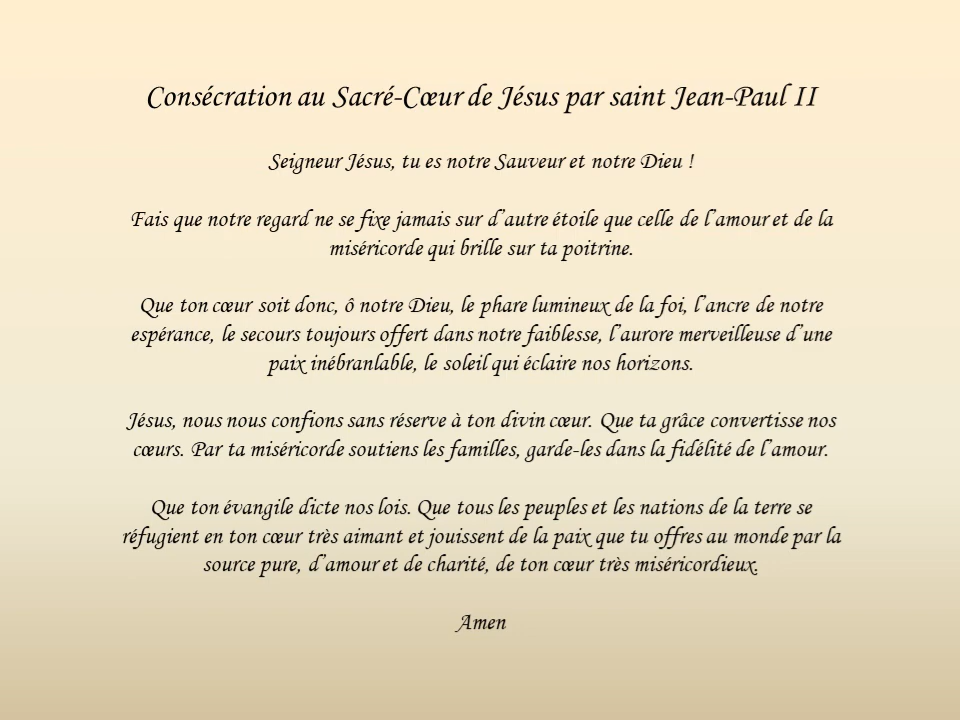 Consécration au Sacré-Cœur de Jésus par saint Jean-Paul II
Seigneur Jésus, tu es notre Sauveur et notre Dieu !
Fais que notre regard ne se fixe jamais sur d’autre étoile que celle de l’amour et de la
miséricorde qui brille sur ta poitrine.
Que ton cœur soit donc, ô notre Dieu, le phare lumineux de la foi, l’ancre de notre
espérance, le secours toujours offert dans notre faiblesse, l’aurore merveilleuse d’une
paix inébranlable, le soleil qui éclaire nos horizons.
Jésus, nous nous confions sans réserve à ton divin cœur. Que ta grâce convertisse nos
cœurs. Par ta miséricorde soutiens les familles, garde-les dans la fidélité de l’amour.
Que ton évangile dicte nos lois. Que tous les peuples et les nations de la terre se
réfugient en ton cœur très aimant et jouissent de la paix que tu offres au monde par la
source pure, d’amour et de charité, de ton cœur très miséricordieux.
Amen